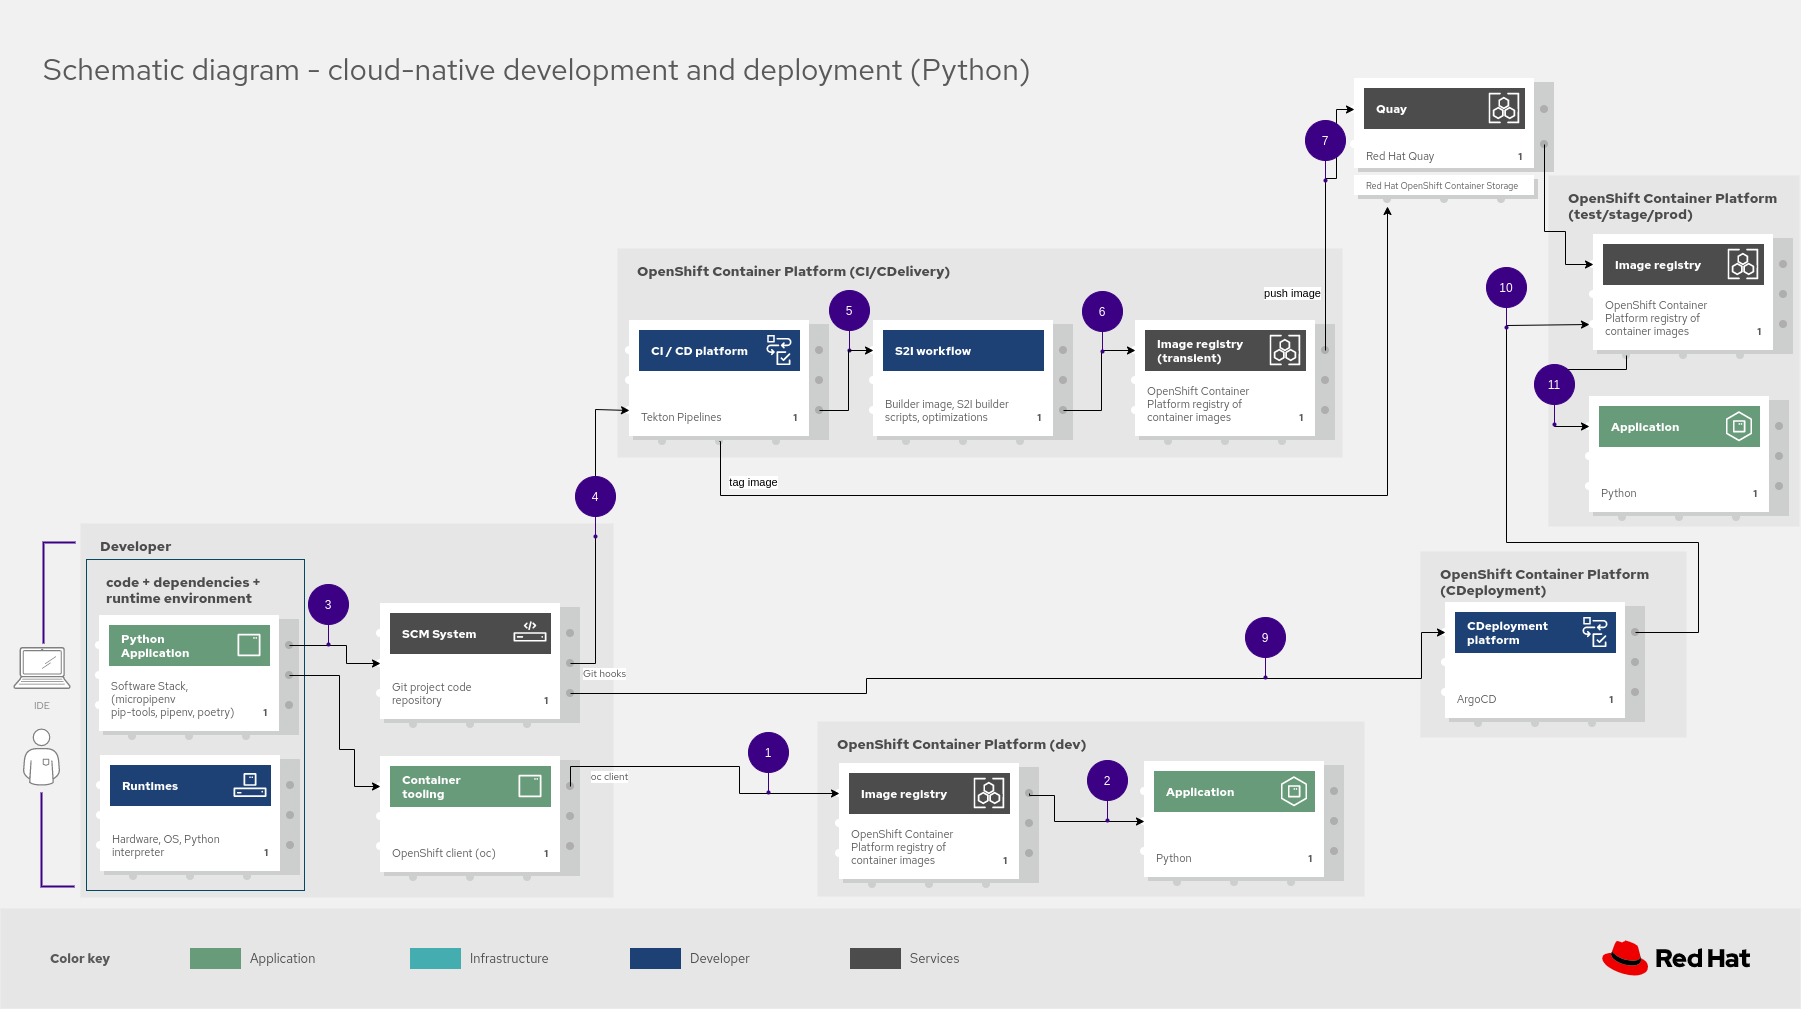 Schematic diagram - cloud-native development and deployment (Python)
7
Quay
Red Hat Quay
1
Red Hat OpenShift Container Storage
OpenShift Container Platform
(test/stage/prod)
Image registry
OpenShift Container
Platform registry of
container images
1
10
11
Application
Python
1
OpenShift Container Platform (CI/CDelivery)
push image
5
6
CI / CD platform
Tekton Pipelines
1
S2I workflow
Builder image, S2I builder
scripts, optimizations
1
Image registry
(transient)
OpenShift Container
Platform registry of
container images
1
tag image
4
Developer
code + dependencies +
runtime environment
3
Python
Application
Software Stack,
(micropipenv
pip-tools, pipenv, poetry)
1
SCM System
Git project code
repository
1
Git hooks
IDE
Runtimes
Hardware, OS, Python
interpreter
1
Container
tooling
OpenShift client (oc)
1
oc client
9
OpenShift Container Platform
(CDeployment)
CDeployment
platform
ArgoCD
1
1
OpenShift Container Platform (dev)
2
Image registry
OpenShift Container
Platform registry of
container images
1
Application
Python
1
Color key
Application
Infrastructure
Developer
Services
Red Hat